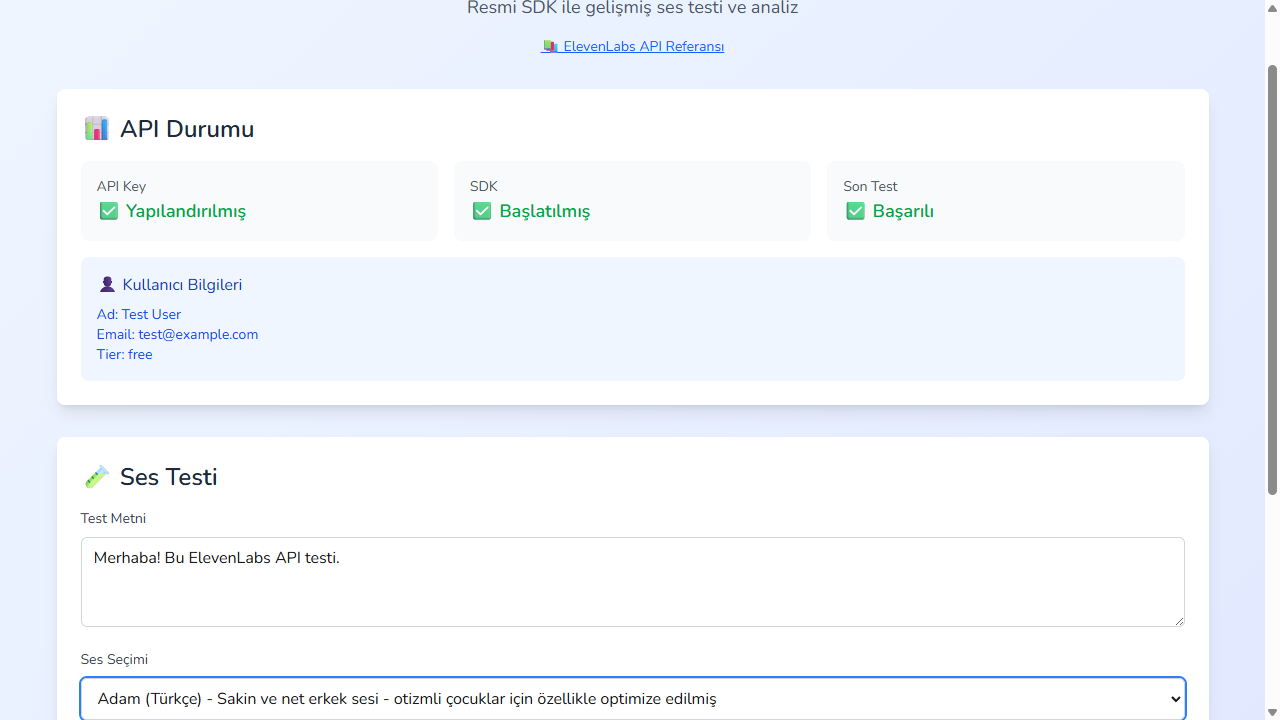 Resmi SDK ile gelişmiş ses testi ve analiz
ElevenLabs API Referansı
API Durumu
API Key
Yapılandırılmış
SDK
Başlatılmış
Son Test
Başarılı
Kullanıcı Bilgileri
Ad: Test User
Email: test@example.com
Tier: free
Ses Testi
Test Metni
Merhaba! Bu ElevenLabs API testi.
Ses Seçimi
Adam (Türkçe) - Sakin ve net erkek sesi - otizmli çocuklar için özellikle optimize edilmiş